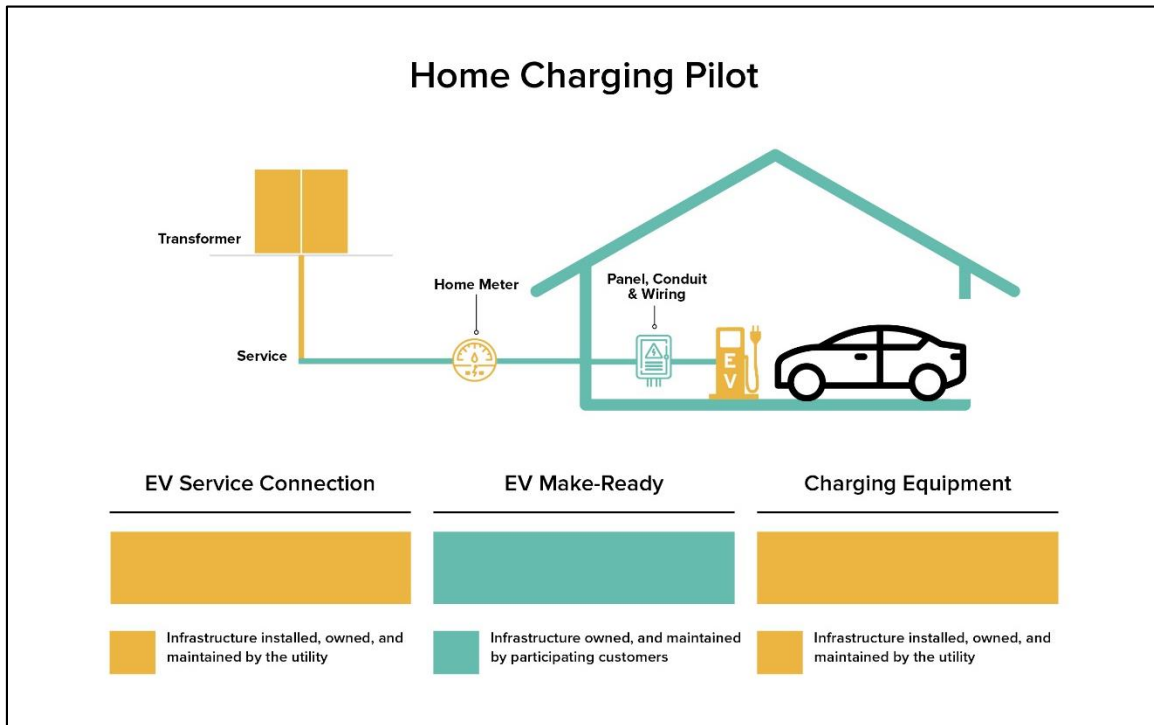 Home Charging Pilot
Transformer
Home Meter
Panel, Conduit
& Wiring
Service
EV
EV Service Connection
EV Make-Ready
Charging Equipment
Infrastructure installed, owned, and
maintained by the utility
Infrastructure owned, and maintained
by participating customers
Infrastructure installed, owned, and
maintained by the utility